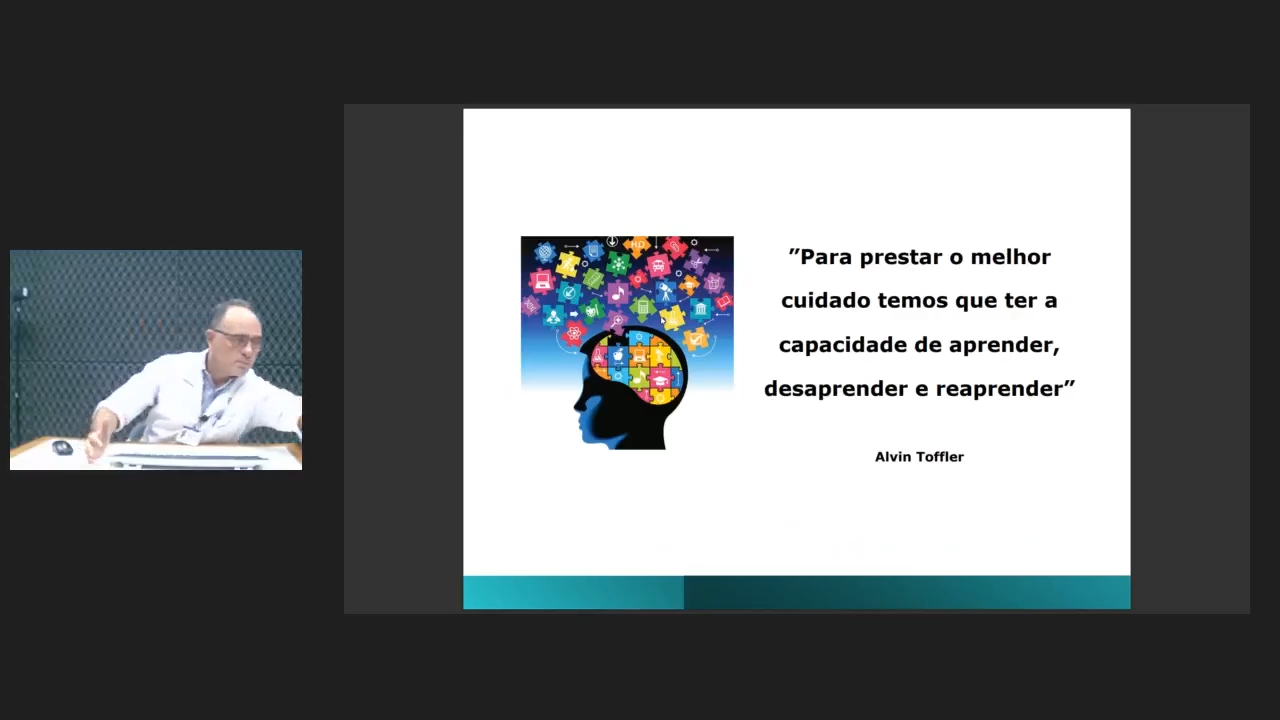 ”Para prestar o melhor
cuidado temos que ter a
capacidade de aprender,
desaprender e reaprender”
Alvin Toffler